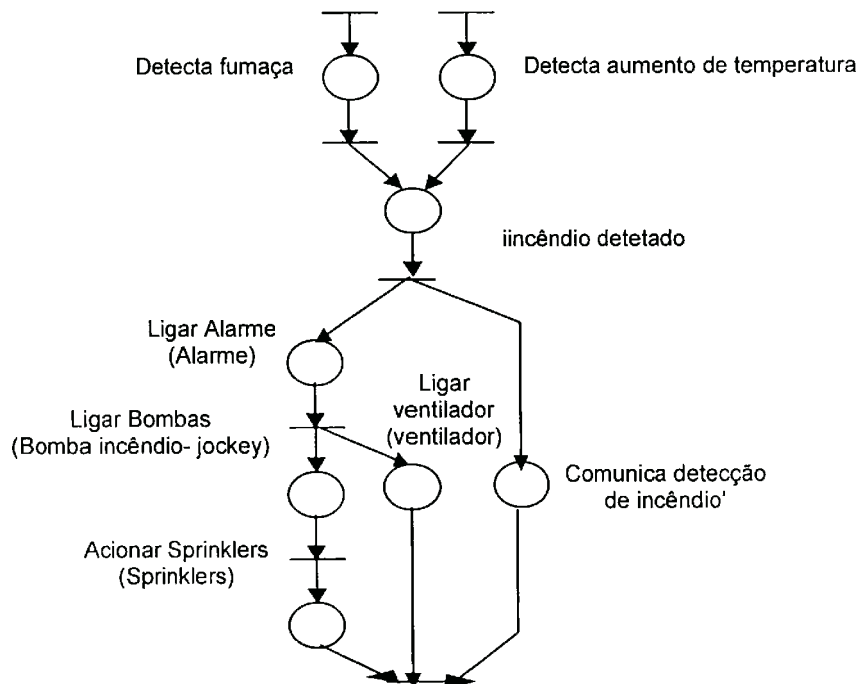 Detecta fumaça
Detecta aumento de temperatura
iincêndio detetado
Ligar Alarme
(Alarme)
Ligar
ventilador
(ventilador)
Ligar Bombas
(Bomba incêndio- jockey)
Comunica detecção
de incêndio'
Acionar Sprinklers
(Sprinklers)